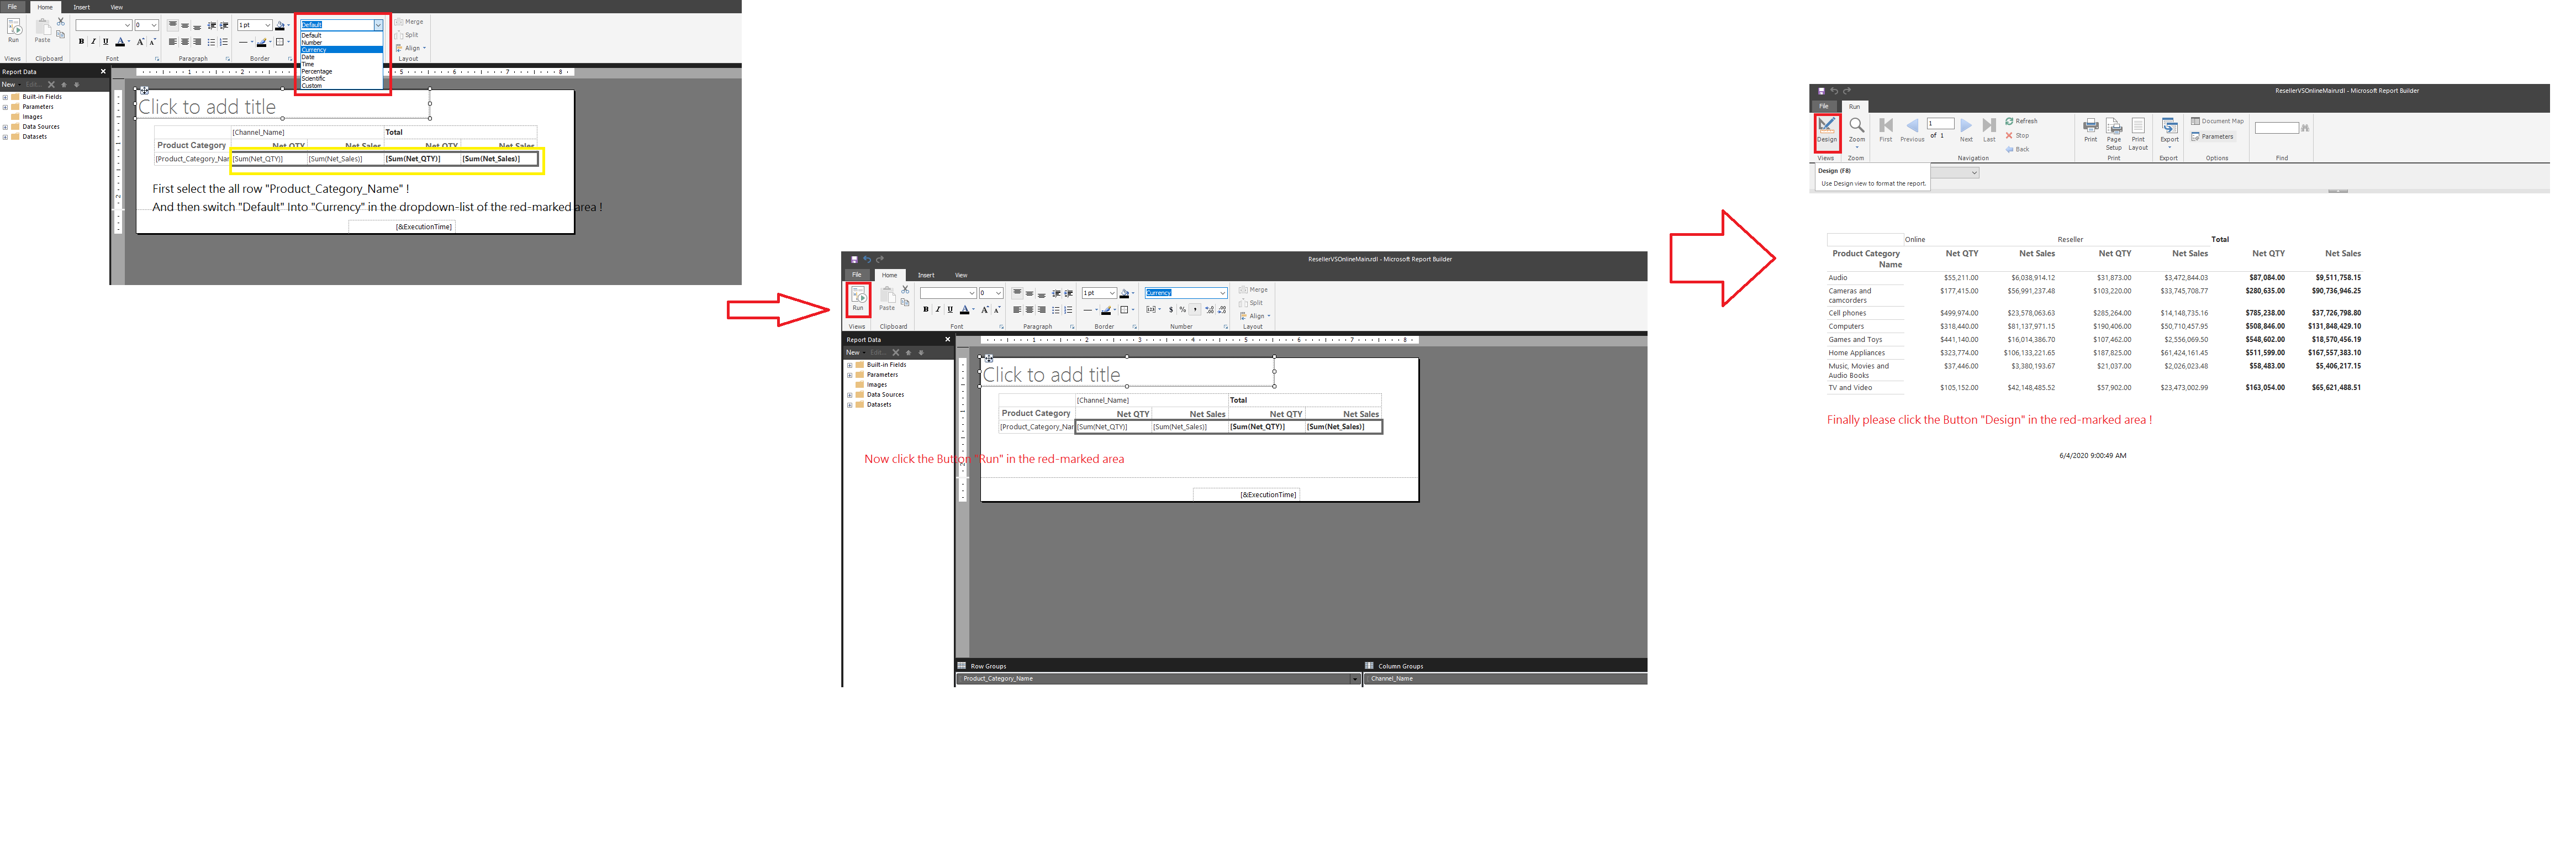 File Home Insert View
Default
Default
Number
Currency
Date
Time
Percentage
Scientific
Custom
0
1 pt
Merge
Split
Align
Run Paste
B I U A A A
Views Clipboard Font Paragraph Border Layout
Report Data
New Edit...
Built-in Fields
Parameters
Images
Data Sources
Datasets
1 2 5 6 7 8
Click to add title
[Channel_Name] Total
Product Category Net QTY Net Sales Net QTY Net Sales
[Product_Category_Nar [Sum(Net_QTY)] [Sum(Net_Sales)] [Sum(Net_QTY)] [Sum(Net_Sales)]
First select the all row "Product_Category_Name" !
And then switch "Default" Into "Currency" in the dropdown-list of the red-marked area !
[&ExecutionTime]
ResellerVSOnlineMain.rdl - Microsoft Report Builder
File Home Insert View
0 1 pt Currency
Merge
Split
Align
Run Paste
B I U A A A $ %
Views Clipboard Font Paragraph Border Number Layout
Report Data
New Edit...
Built-in Fields
Parameters
Images
Data Sources
Datasets
1 2 3 4 5 6 7 8
Click to add title
[Channel_Name] Total
Product Category Net QTY Net Sales Net QTY Net Sales
[Product_Category_Nar [Sum(Net_QTY)] [Sum(Net_Sales)] [Sum(Net_QTY)] [Sum(Net_Sales)]
Now click the Button "Run" in the red-marked area
[&ExecutionTime]
Row Groups Column Groups
Product_Category_Name Channel_Name
ResellerVSOnlineMain.rdl - Microsoft Report Builder
File Run
1
of 1
Refresh
Stop
Back
Document Map
Parameters
Design Zoom First Previous Next Last Print Page Setup Print Layout Export
Views Zoom Navigation Print Export Options Find
Design (F8)
Use Design view to format the report.
Online Reseller Total
Product Category Name Net QTY Net Sales Net QTY Net Sales Net QTY Net Sales
Audio $55,211.00 $6,038,914.12 $31,873.00 $3,472,844.03 $87,084.00 $9,511,758.15
Cameras and camcorders $177,415.00 $56,991,237.48 $103,220.00 $33,745,708.77 $280,635.00 $90,736,946.25
Cell phones $499,974.00 $23,578,063.63 $285,264.00 $14,148,735.16 $785,238.00 $37,726,798.80
Computers $318,440.00 $81,137,971.15 $190,406.00 $50,710,457.95 $508,846.00 $131,848,429.10
Games and Toys $441,140.00 $16,014,386.70 $107,462.00 $2,556,069.50 $548,602.00 $18,570,456.19
Home Appliances $323,774.00 $106,133,221.65 $187,825.00 $61,424,161.45 $511,599.00 $167,557,383.10
Music, Movies and Audio Books $37,446.00 $3,380,193.67 $21,037.00 $2,026,023.48 $58,483.00 $5,406,217.15
TV and Video $105,152.00 $42,148,485.52 $57,902.00 $23,473,002.99 $163,054.00 $65,621,488.51
Finally please click the Button "Design" in the red-marked area !
6/4/2020 9:00:49 AM